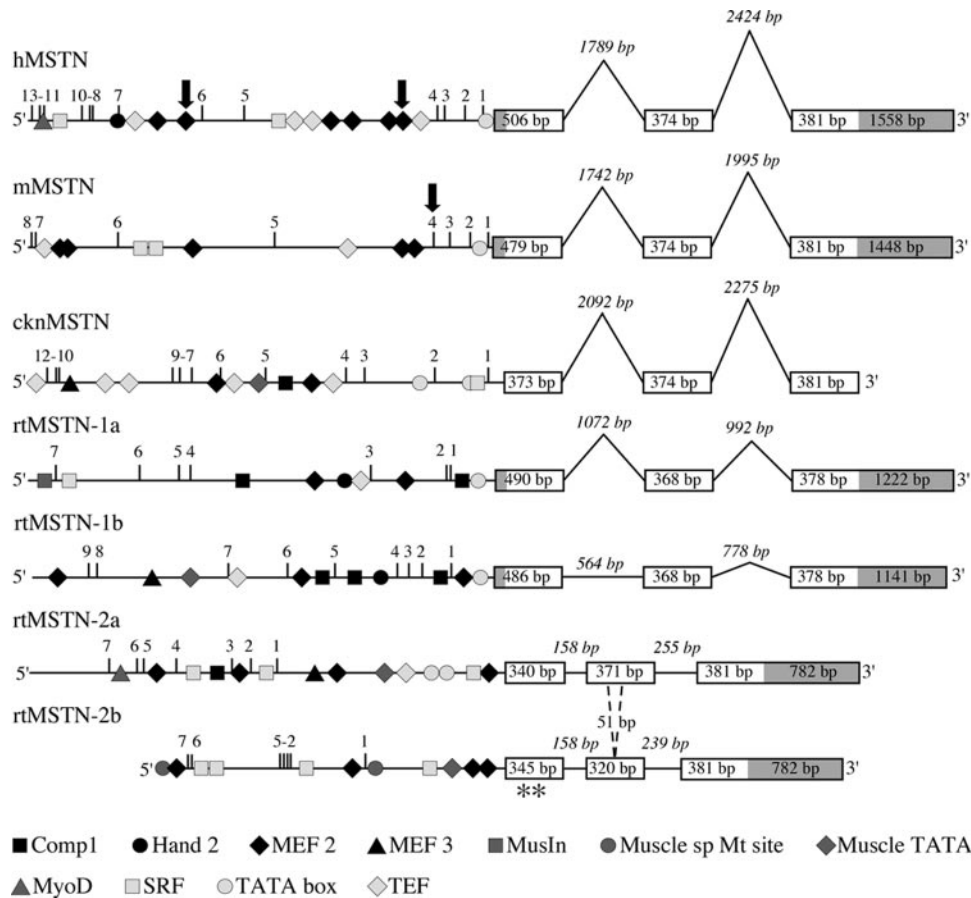 2424 bp
1789 bp
hMSTN
13-11 10-8 7 6 5 4 3 2 1
5' 506 bp 374 bp 381 bp 1558 bp 3'
1995 bp
1742 bp
mMSTN
8 7 6 5 4 3 2 1
5' 479 bp 374 bp 381 bp 1448 bp 3'
2275 bp
2092 bp
cknMSTN
12-10 9-7 6 5 4 3 2 1
5' 373 bp 374 bp 381 bp 3'
rtMSTN-1a
1072 bp 992 bp
7 6 5 4 3 2 1
5' 490 bp 368 bp 378 bp 1222 bp 3'
rtMSTN-1b
778 bp
9 8 7 6 5 4 3 2 1 564 bp
5' 486 bp 368 bp 378 bp 1141 bp 3'
rtMSTN-2a
7 6 5 4 3 2 1 158 bp 255 bp
5' 340 bp 371 bp 381 bp 782 bp 3'
rtMSTN-2b
51 bp
7 6 5-2 1 158 bp 239 bp
5' 345 bp 320 bp 381 bp 782 bp 3'
**
Comp1 Hand 2 MEF 2 MEF 3 MusIn Muscle sp Mt site Muscle TATA
MyoD SRF TATA box TEF